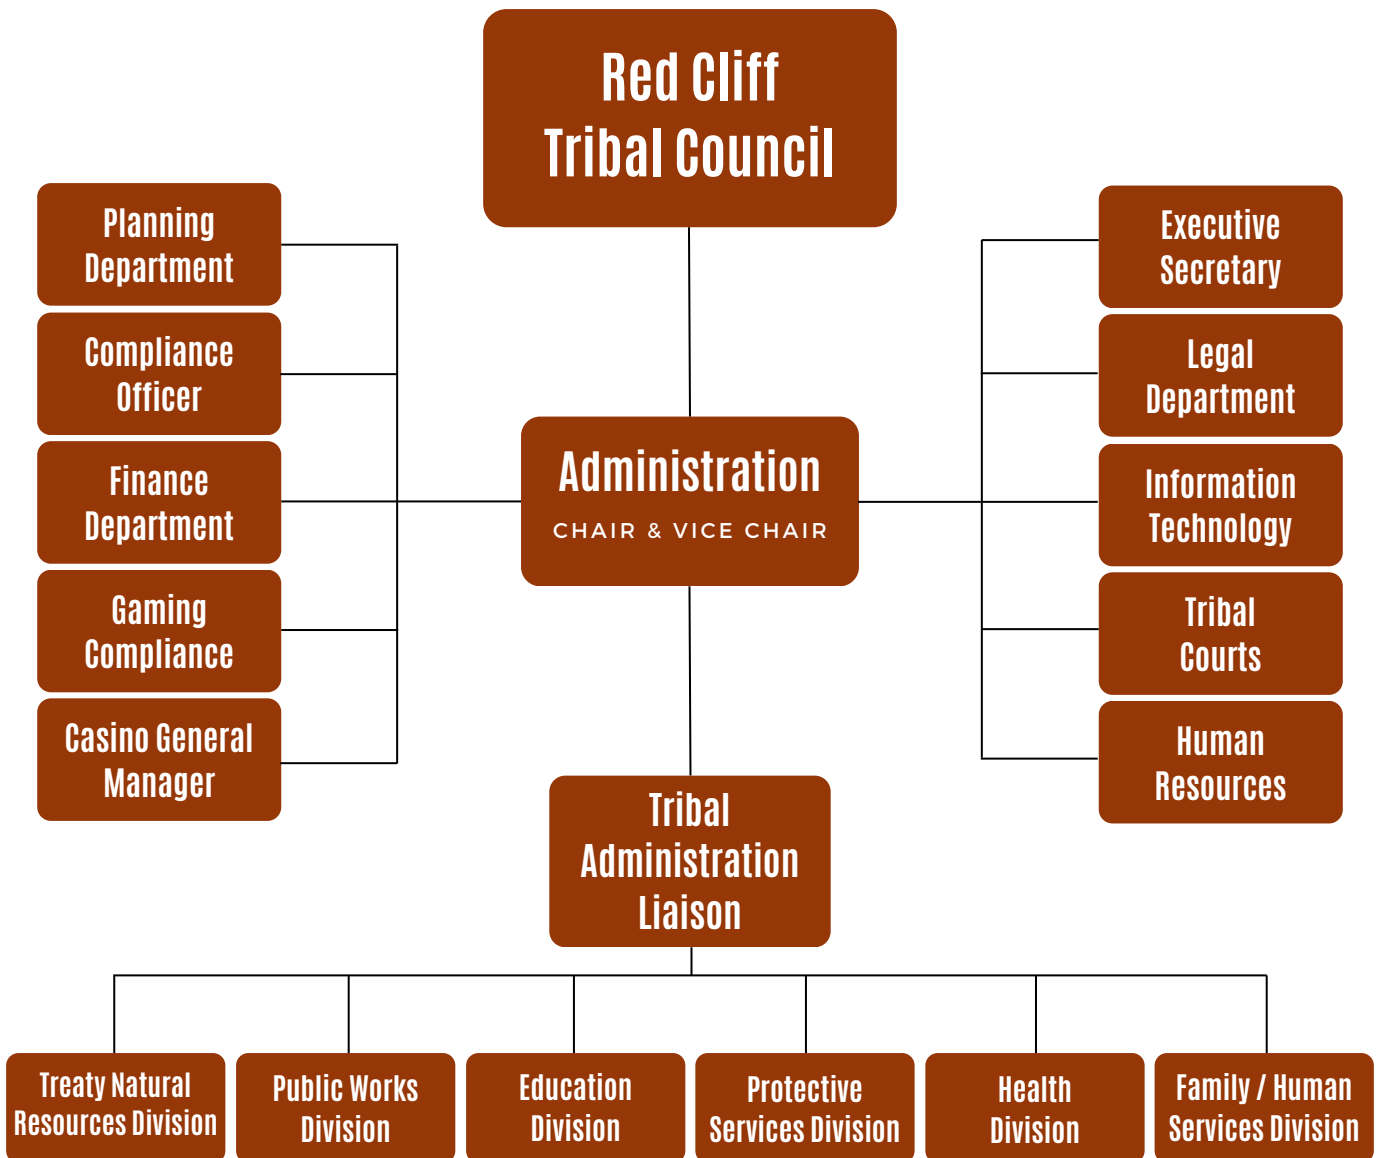 Red Cliff
Tribal Council
Planning
Department
Compliance
Officer
Finance
Department
Gaming
Compliance
Casino General
Manager
Administration
CHAIR & VICE CHAIR
Executive
Secretary
Legal
Department
Information
Technology
Tribal
Courts
Human
Resources
Tribal
Administration
Liaison
Treaty Natural
Resources Division
Public Works
Division
Education
Division
Protective
Services Division
Health
Division
Family / Human
Services Division